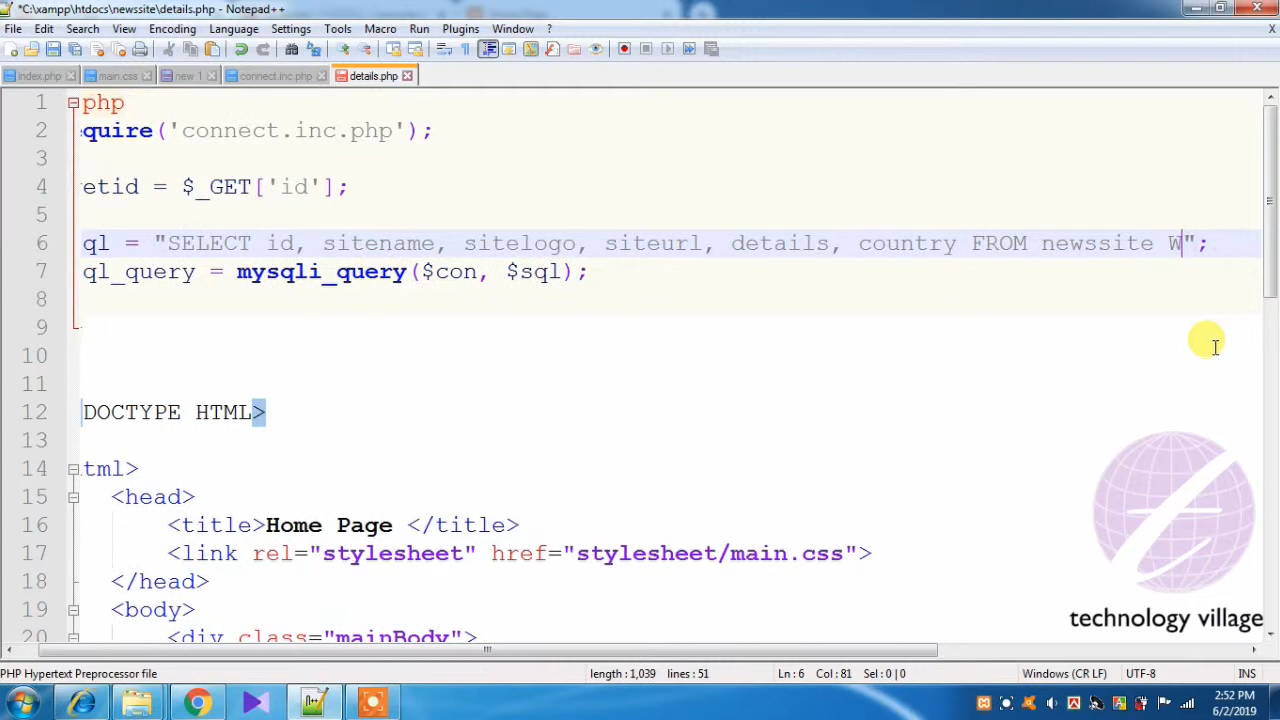 *C:\xampp\htdocs\newssite\details.php - Notepad++
File Edit Search View Encoding Language Settings Tools Macro Run Plugins Window ? X
index.php main.css new 1 connect.inc.php details.php
1 php
2 equire('connect.inc.php');
3
4 etid = $_GET['id'];
5
6 ql = "SELECT id, sitename, sitelogo, siteurl, details, country FROM newssite W";
7 ql_query = mysqli_query($con, $sql);
8
9
10
11
12 DOCTYPE HTML>
13
14 tml>
15 <head>
16 <title>Home Page </title>
17 <link rel="stylesheet" href="stylesheet/main.css">
18 </head>
19 <body>
20 <div class="mainBody">
technology village
PHP Hypertext Preprocessor file length : 1,039 lines : 51 Ln : 6 Col : 81 Sel : 0 | 0 Windows (CR LF) UTF-8 INS
2:52 PM
6/2/2019